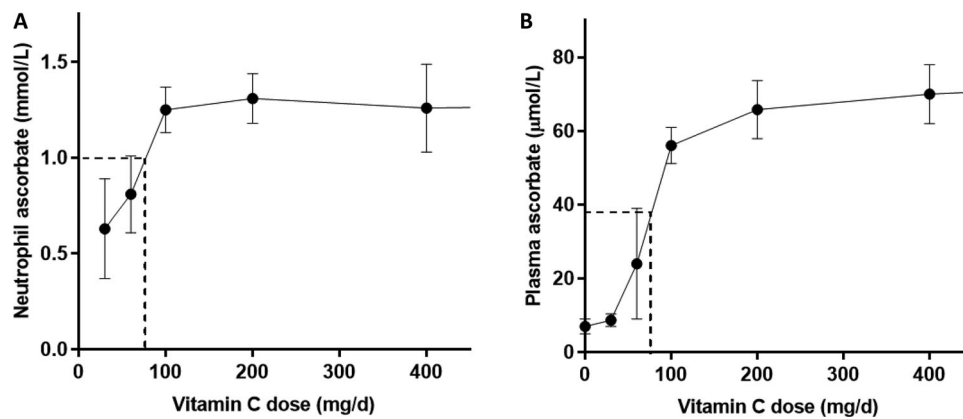 A
Neutrophil ascorbate (mmol/L)
1.5
1.0
0.5
0.0
0 100 200 300 400
Vitamin C dose (mg/d)
B
Plasma ascorbate (μmol/L)
80
60
40
20
0
0 100 200 300 400
Vitamin C dose (mg/d)